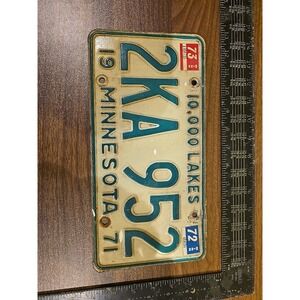 73 10,000 LAKES 72
2KA 952
19 MINNESOTA 71